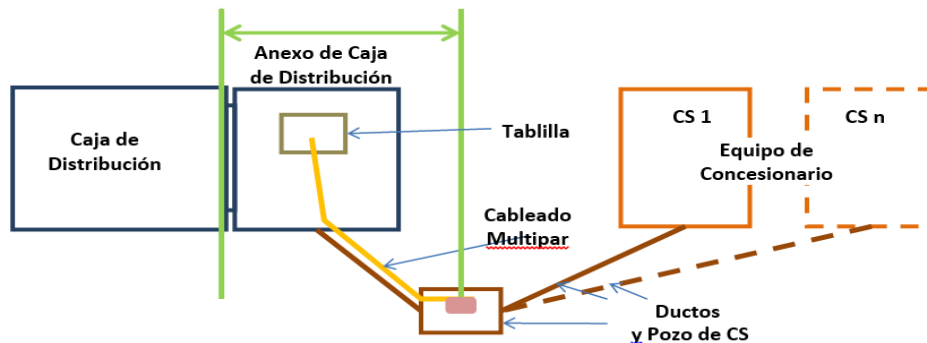 Anexo de Caja
de Distribución
Caja de
Distribución
Tablilla
CS 1
CS n
Equipo de
Concesionario
Cableado
Multipar
Ductos
y Pozo de CS